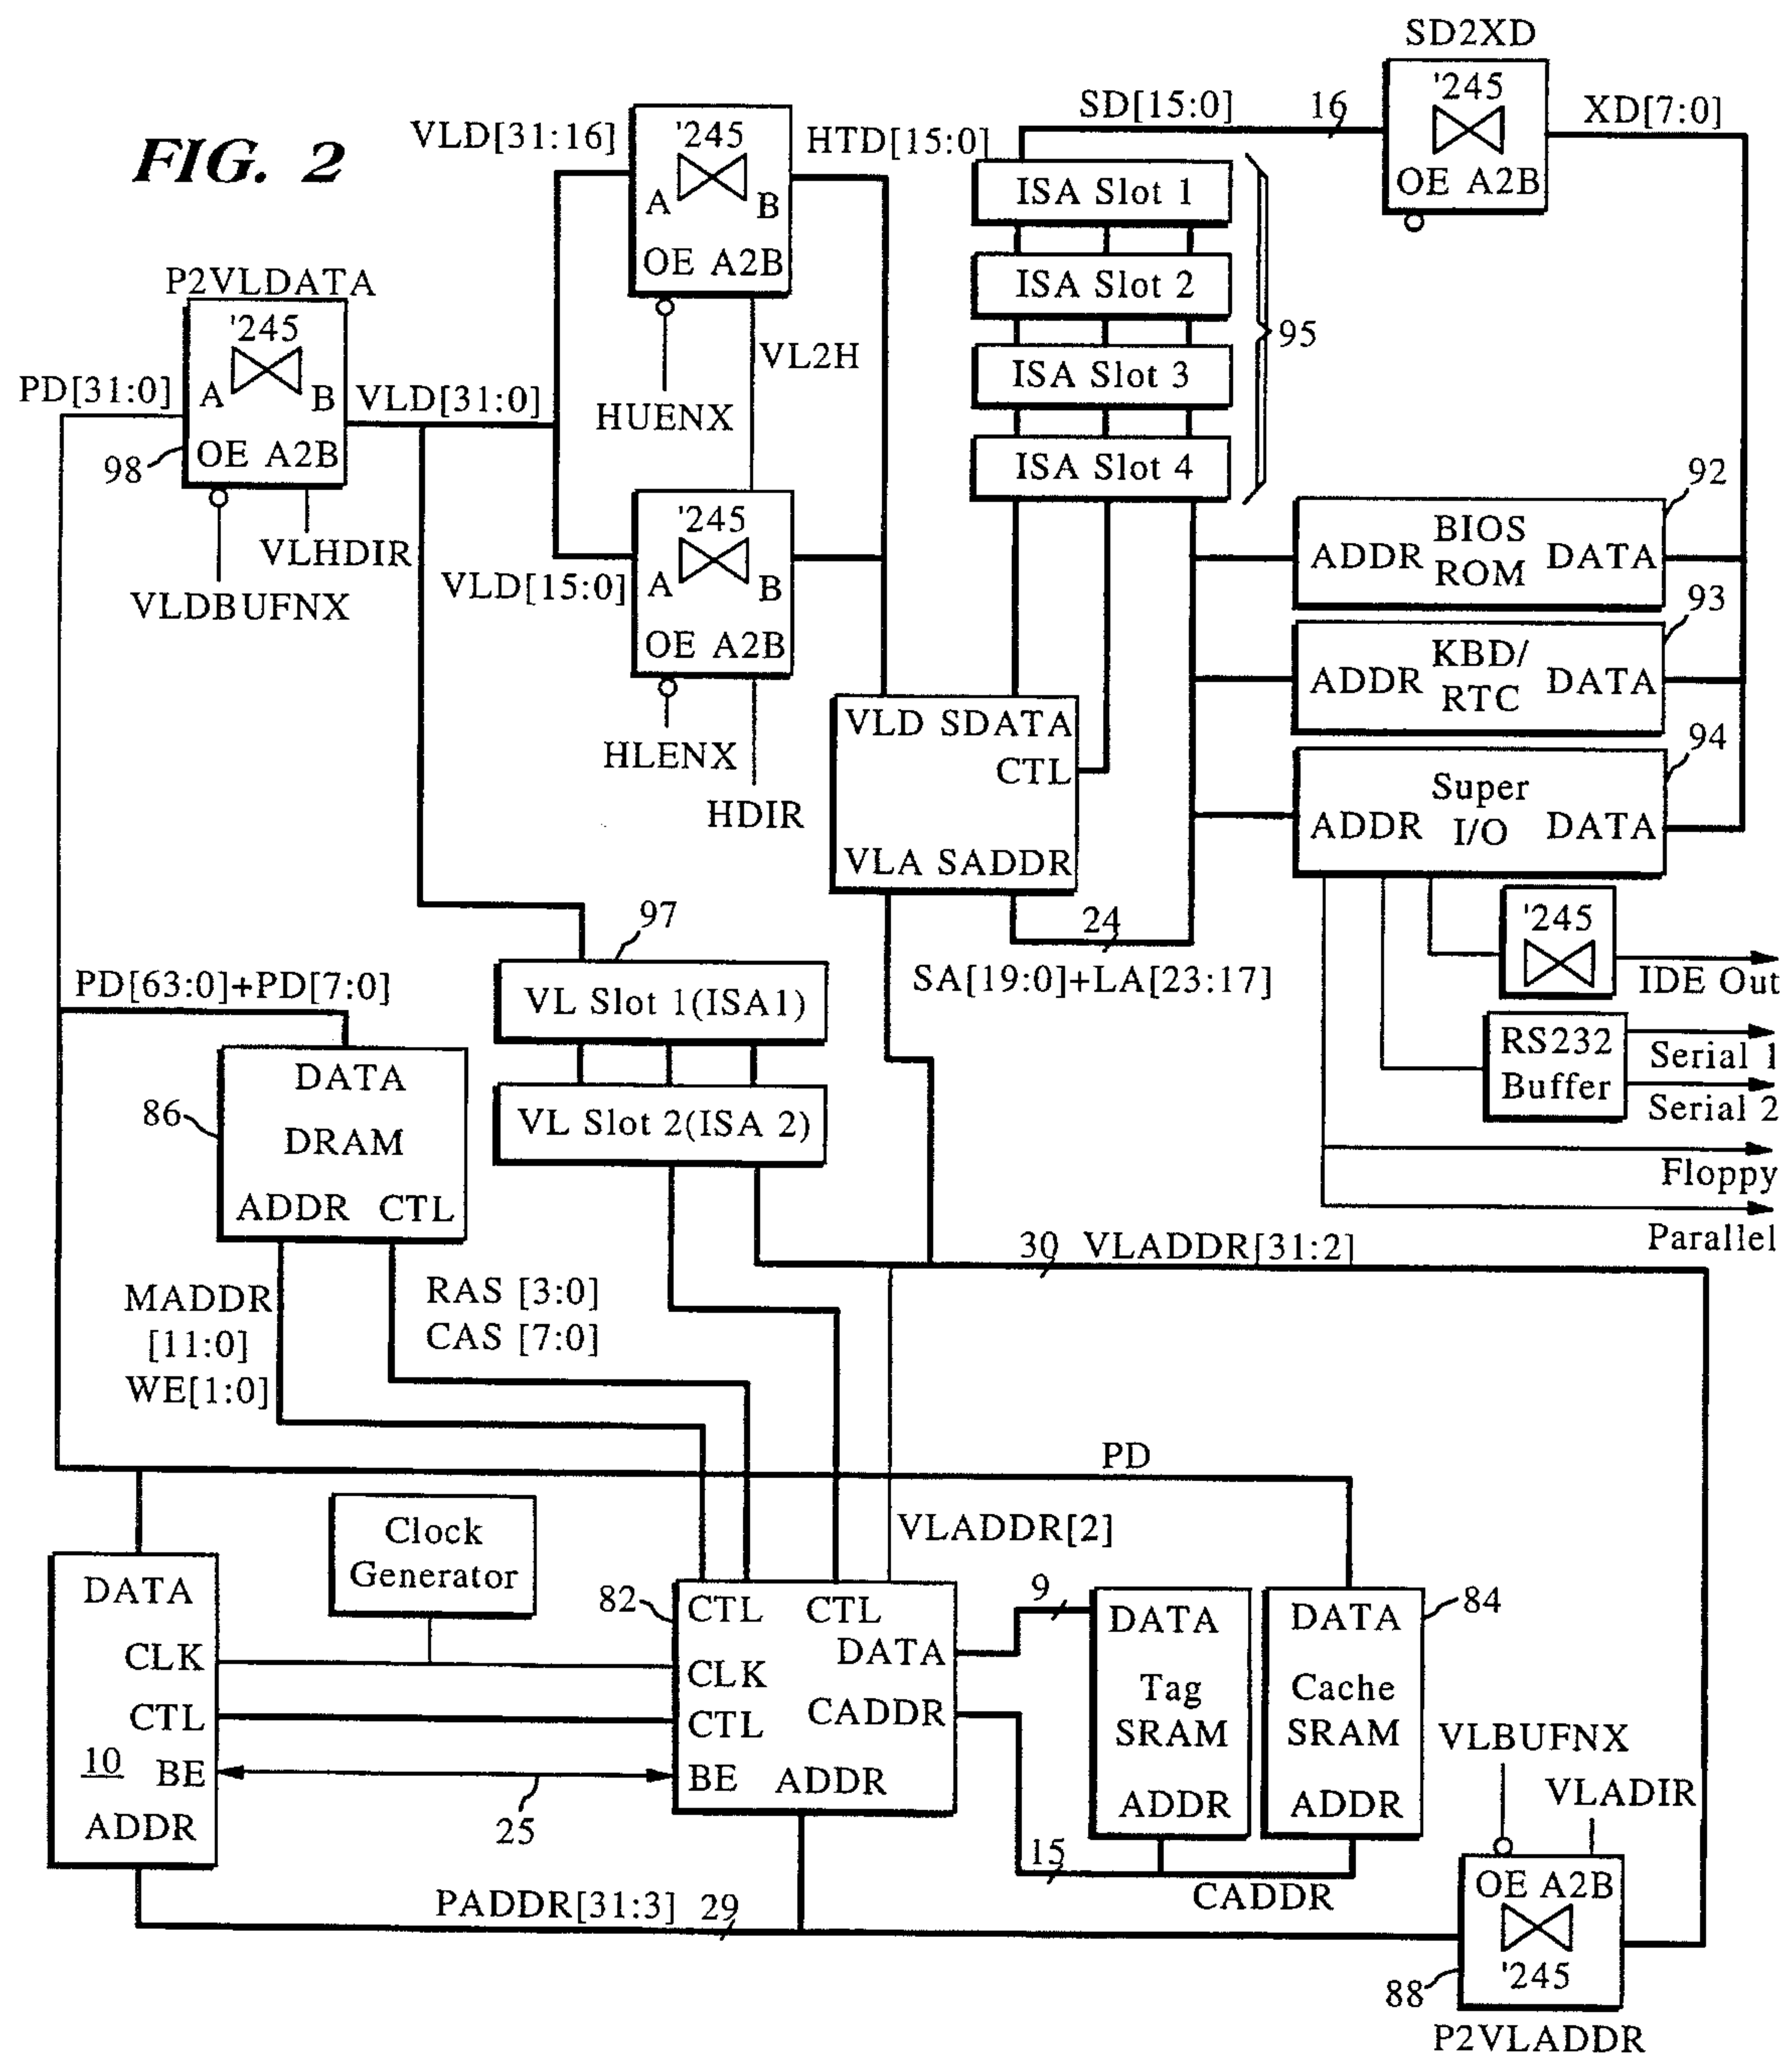 FIG. 2
SD2XD
'245
OE A2B
SD[15:0]
16
XD[7:0]
VLD[31:16]
'245
A B
OE A2B
HTD[15:0]
ISA Slot 1
ISA Slot 2
ISA Slot 3
ISA Slot 4
95
P2VLDATA
'245
A B
OE A2B
PD[31:0]
98
VLD[31:0]
VLHDIR
VLDBUFNX
HUENX
VL2H
VLD[15:0]
'245
A B
OE A2B
HLENX
HDIR
92
ADDR BIOS ROM DATA
93
ADDR KBD/ RTC DATA
94
ADDR Super I/O DATA
VLD SDATA
CTL
VLA SADDR
24
SA[19:0]+LA[23:17]
'245
IDE Out
RS232
Buffer
Serial 1
Serial 2
Floppy
Parallel
97
VL Slot 1(ISA1)
VL Slot 2(ISA 2)
PD[63:0]+PD[7:0]
86
DATA
DRAM
ADDR CTL
MADDR
[11:0]
WE[1:0]
RAS [3:0]
CAS [7:0]
30 VLADDR[31:2]
PD
VLADDR[2]
Clock
Generator
DATA
CLK
CTL
10 BE
ADDR
25
82
CTL CTL
DATA
CLK
CADDR
CTL
BE ADDR
9
DATA
Tag
SRAM
ADDR
84
DATA
Cache
SRAM
ADDR
15
CADDR
VLBUFNX
VLADIR
PADDR[31:3] 29
OE A2B
'245
88
P2VLADDR